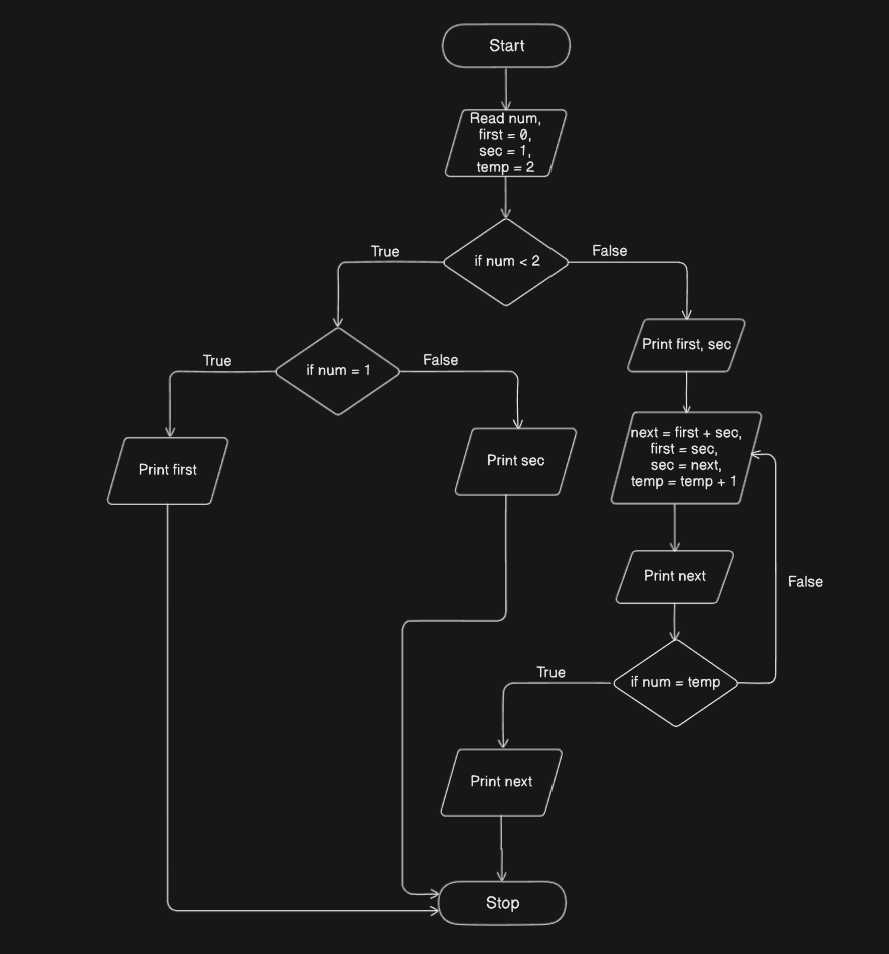 Start
Read num,
first = 0,
sec = 1,
temp = 2
if num < 2
True
False
if num = 1
True
False
Print first
Print sec
Print first, sec
next = first + sec,
first = sec,
sec = next,
temp = temp + 1
Print next
False
if num = temp
True
Print next
Stop